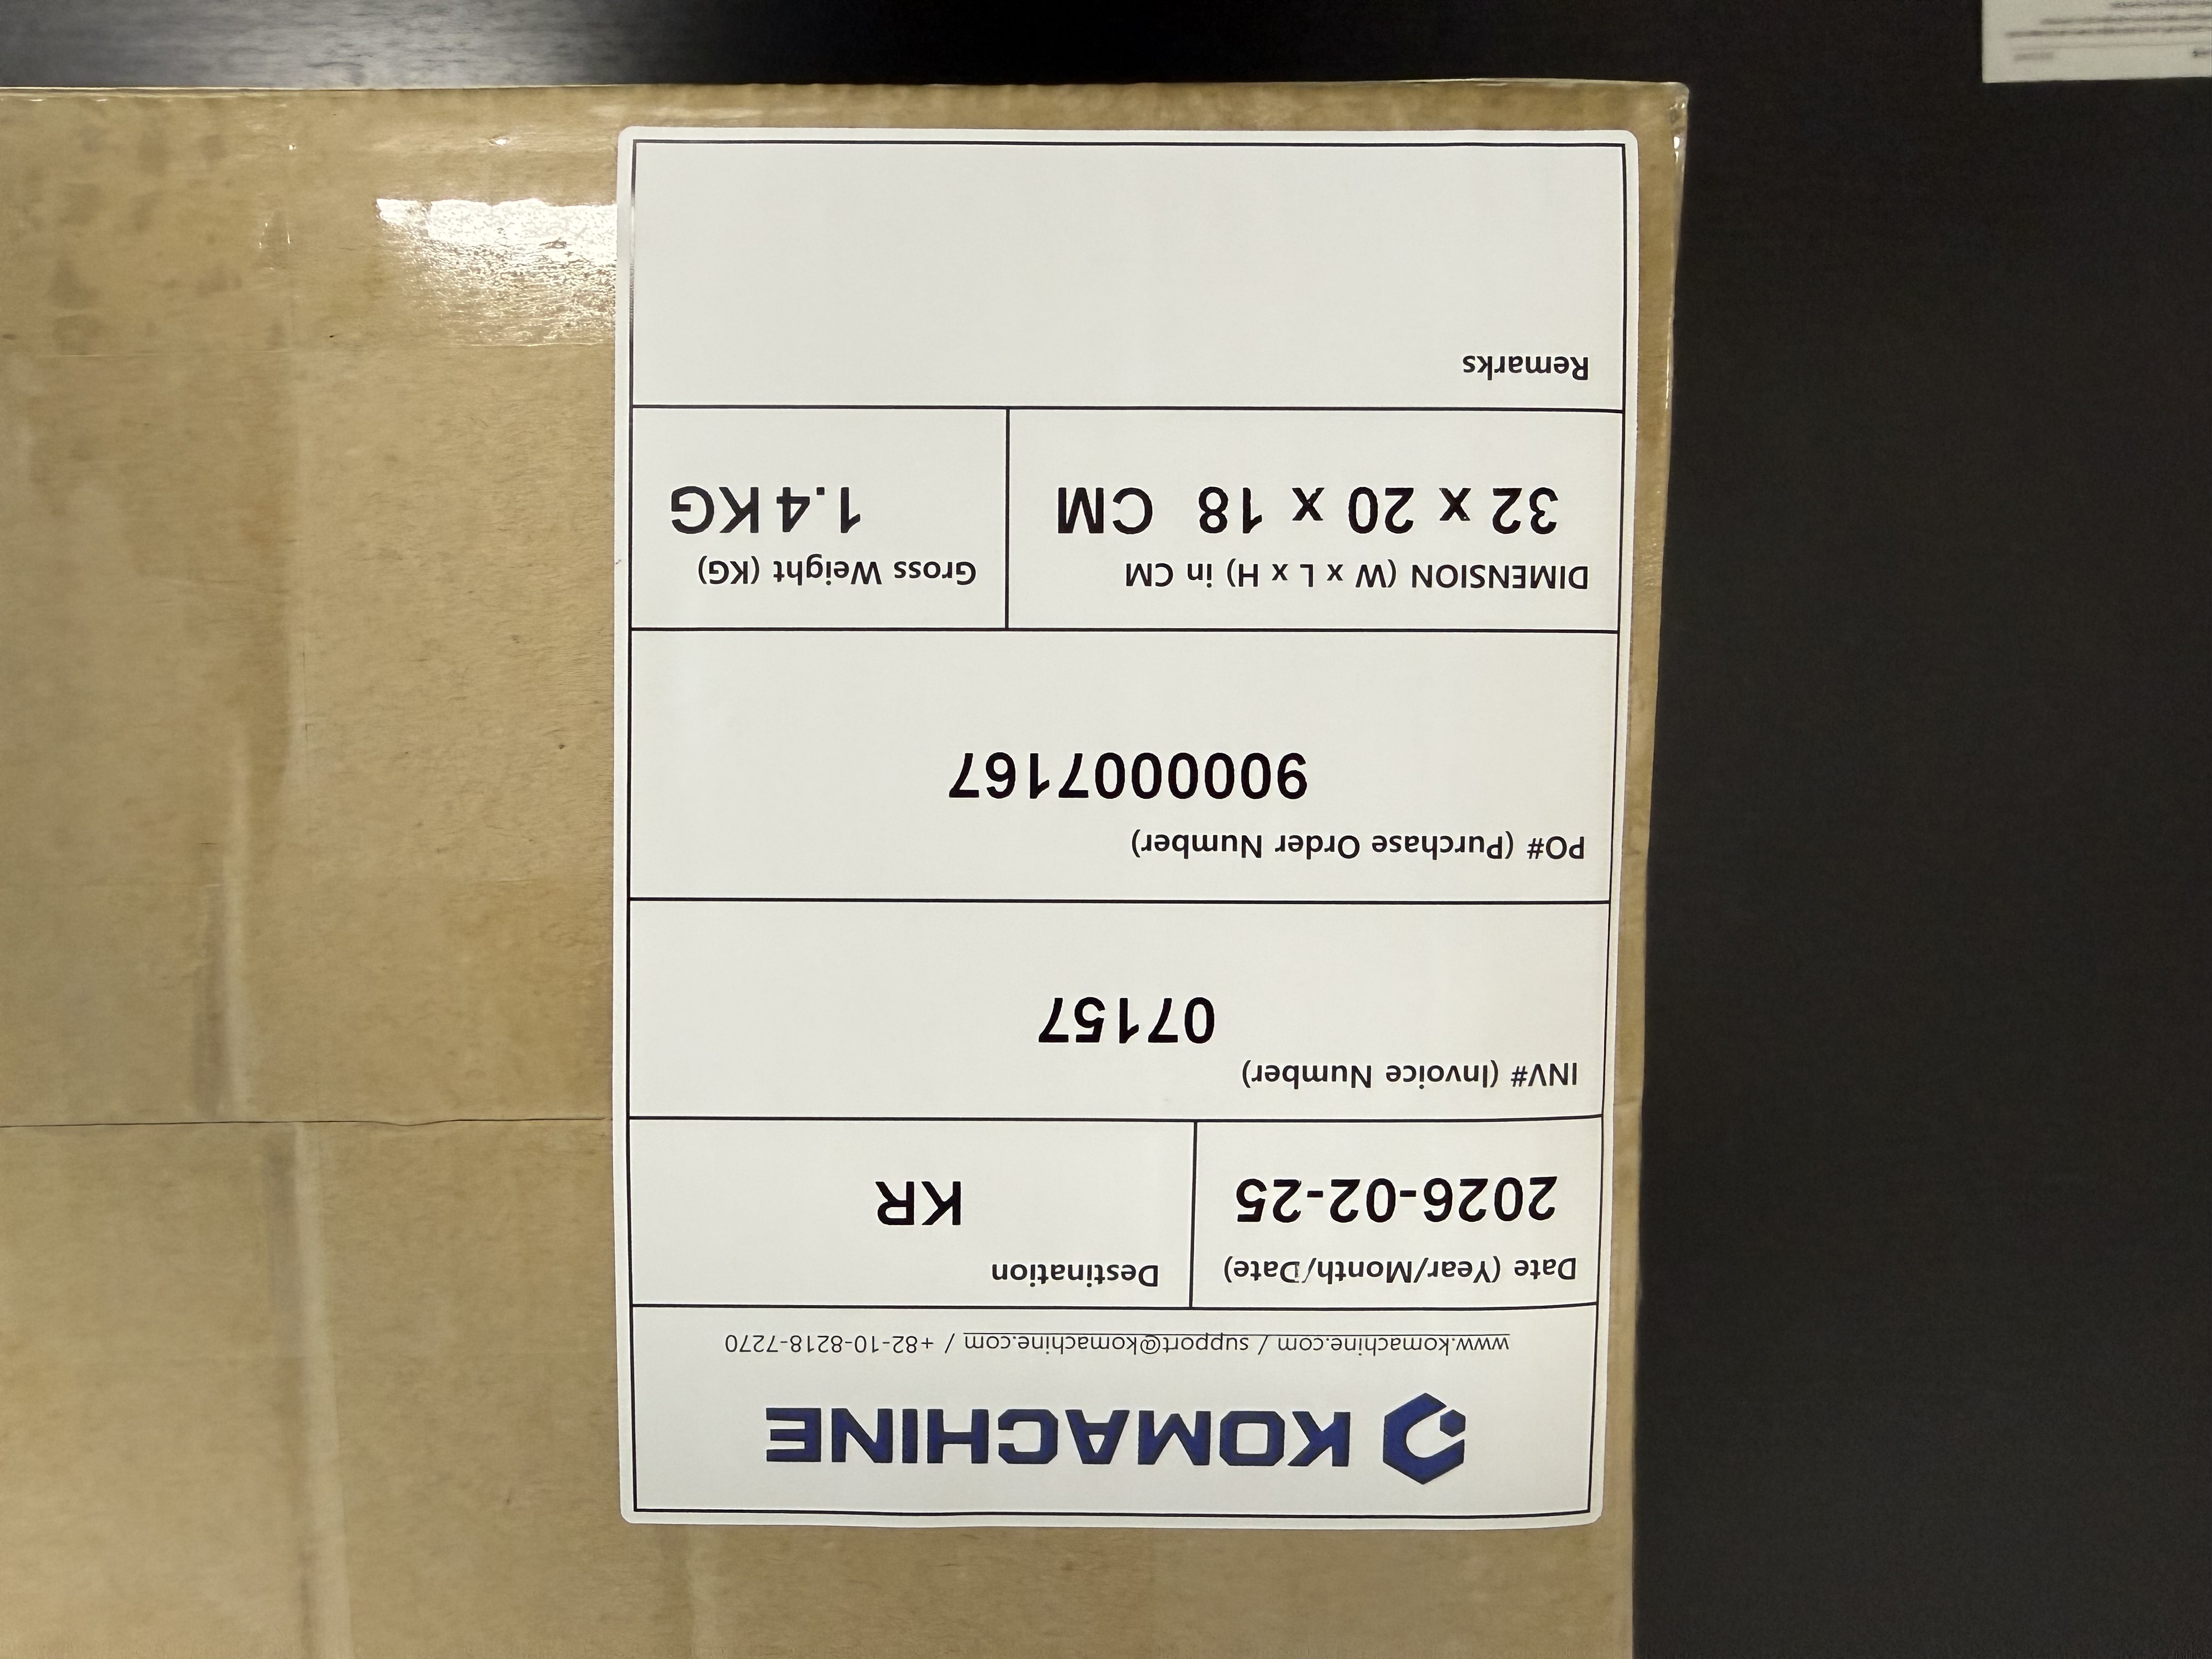 KOMACHINE
www.komachine.com / support@komachine.com / +82-10-8218-7270
Date (Year/Month/Date)
2026-02-25
Destination
KR
INV# (Invoice Number)
07157
PO# (Purchase Order Number)
9000007167
DIMENSION (W x L x H) in CM
32 x 20 x 18 CM
Gross Weight (KG)
1.4 KG
Remarks